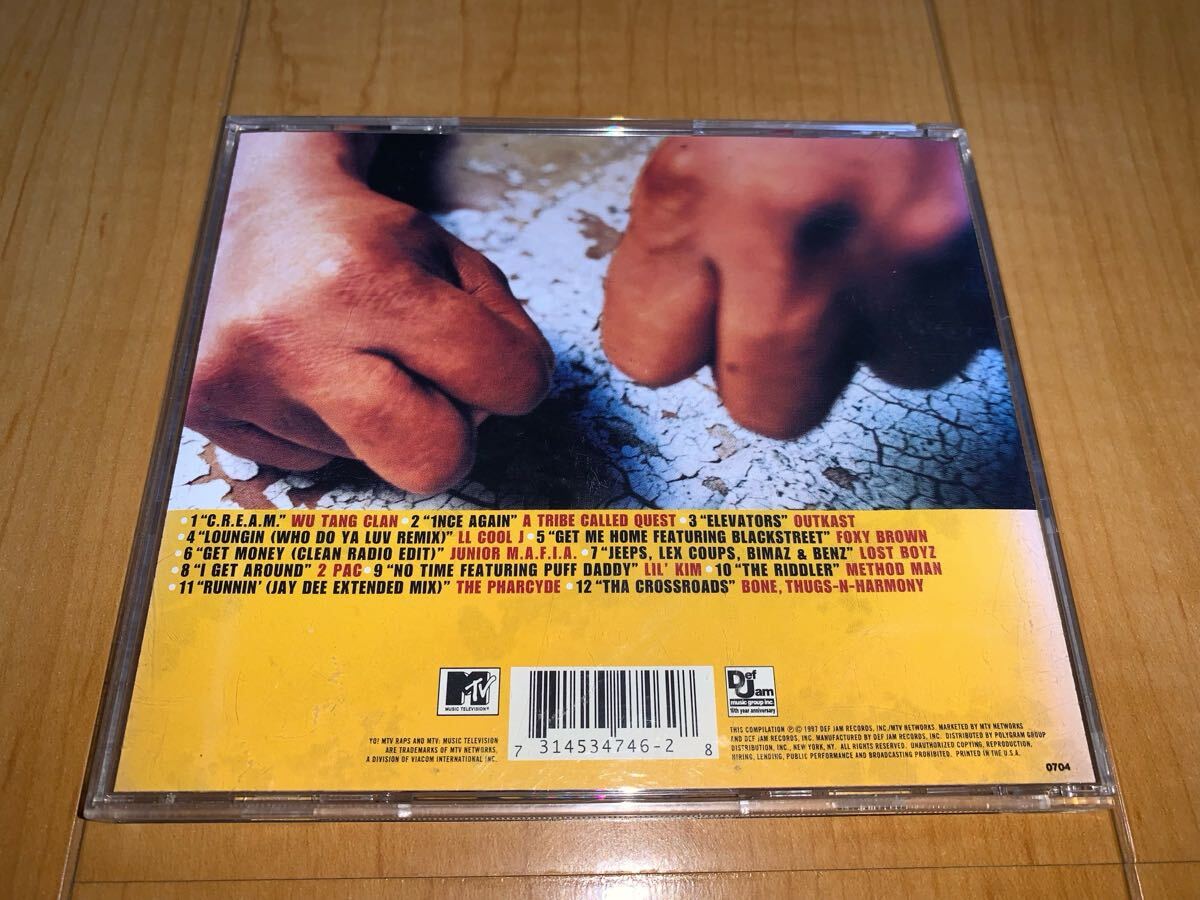 1 "C.R.E.A.M." WU TANG CLAN • 2 "1NCE AGAIN" A TRIBE CALLED QUEST • 3 "ELEVATORS" OUTKAST
• 4 "LOUNGIN (WHO DO YA LUV REMIX)" LL COOL J • 5 "GET ME HOME FEATURING BLACKSTREET" FOXY BROWN
• 6 "GET MONEY (CLEAN RADIO EDIT)" JUNIOR M.A.F.I.A. • 7 "JEEPS, LEX COUPS, BIMAZ & BENZ" LOST BOYZ
• 8 "I GET AROUND" 2 PAC • 9 "NO TIME FEATURING PUFF DADDY" LIL' KIM • 10 "THE RIDDLER" METHOD MAN
• 11 "RUNNIN' (JAY DEE EXTENDED MIX)" THE PHARCYDE • 12 "THA CROSSROADS" BONE, THUGS-N-HARMONY
MTV
MUSIC TELEVISION®
YO! MTV RAPS AND MTV: MUSIC TELEVISION
ARE TRADEMARKS OF MTV NETWORKS,
A DIVISION OF VIACOM INTERNATIONAL INC.
7 314534746-2 8
Def
Jam
music group inc
10th year anniversary
THIS COMPILATION ℗ © 1997 DEF JAM RECORDS, INC./MTV NETWORKS. MARKETED BY MTV NETWORKS
AND DEF JAM RECORDS, INC. MANUFACTURED BY DEF JAM RECORDS, INC. DISTRIBUTED BY POLYGRAM GROUP
DISTRIBUTION, INC., NEW YORK, NY. ALL RIGHTS RESERVED. UNAUTHORIZED COPYING, REPRODUCTION,
HIRING, LENDING, PUBLIC PERFORMANCE AND BROADCASTING PROHIBITED. PRINTED IN THE U.S.A.
0704